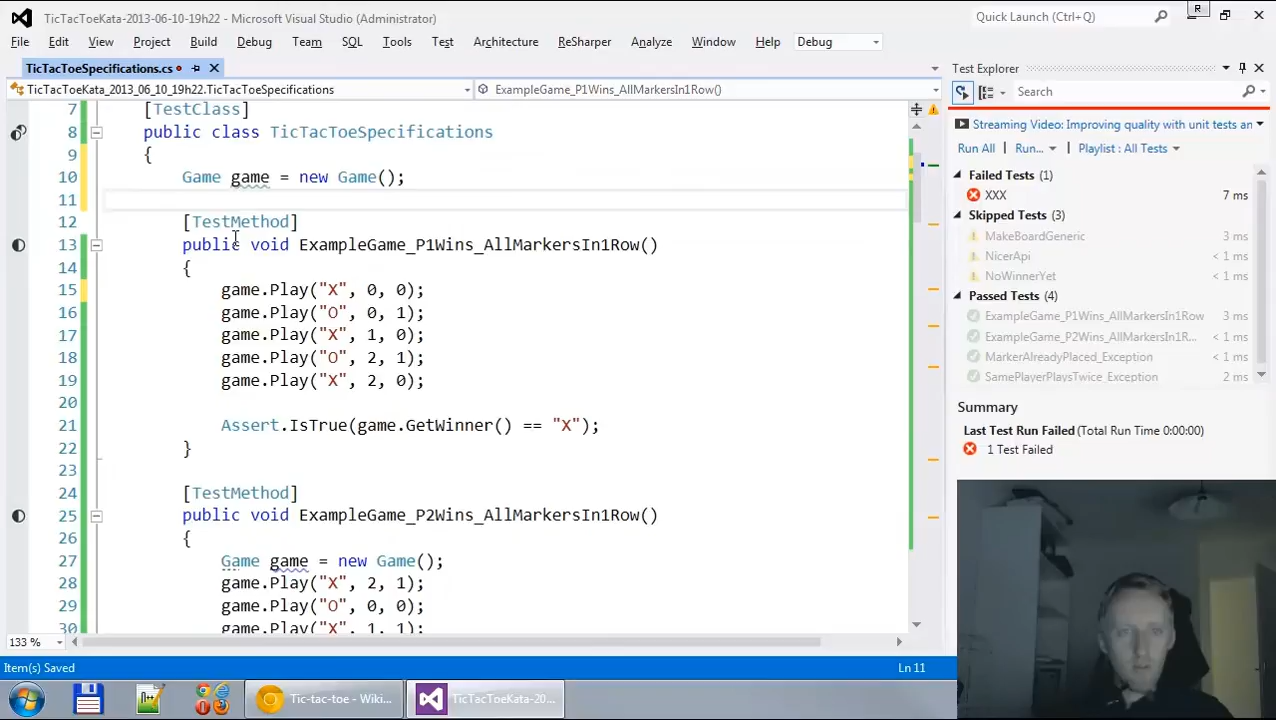 TicTacToeKata-2013-06-10-19h22 - Microsoft Visual Studio (Administrator)
R
Quick Launch (Ctrl+Q)
File Edit View Project Build Debug Team SQL Tools Test Architecture ReSharper Analyze Window Help Debug
TicTacToeSpecifications.cs
TicTacToeKata_2013_06_10_19h22.TicTacToeSpecifications
ExampleGame_P1Wins_AllMarkersIn1Row()
7 [TestClass]
8 public class TicTacToeSpecifications
9 {
10 Game game = new Game();
11
12 [TestMethod]
13 public void ExampleGame_P1Wins_AllMarkersIn1Row()
14 {
15 game.Play("X", 0, 0);
16 game.Play("O", 0, 1);
17 game.Play("X", 1, 0);
18 game.Play("O", 2, 1);
19 game.Play("X", 2, 0);
20
21 Assert.IsTrue(game.GetWinner() == "X");
22 }
23
24 [TestMethod]
25 public void ExampleGame_P2Wins_AllMarkersIn1Row()
26 {
27 Game game = new Game();
28 game.Play("X", 2, 1);
29 game.Play("O", 0, 0);
30 game.Play("X", 1, 1);
133 %
Test Explorer
Search
Streaming Video: Improving quality with unit tests an
Run All Run... Playlist : All Tests
Failed Tests (1)
XXX 7 ms
Skipped Tests (3)
MakeBoardGeneric 3 ms
NicerApi < 1 ms
NoWinnerYet < 1 ms
Passed Tests (4)
ExampleGame_P1Wins_AllMarkersIn1Row 3 ms
ExampleGame_P2Wins_AllMarkersIn1R... < 1 ms
MarkerAlreadyPlaced_Exception < 1 ms
SamePlayerPlaysTwice_Exception 2 ms
Summary
Last Test Run Failed (Total Run Time 0:00:00)
1 Test Failed
Item(s) Saved
Ln 11
Tic-tac-toe - Wiki...
TicTacToeKata-20...